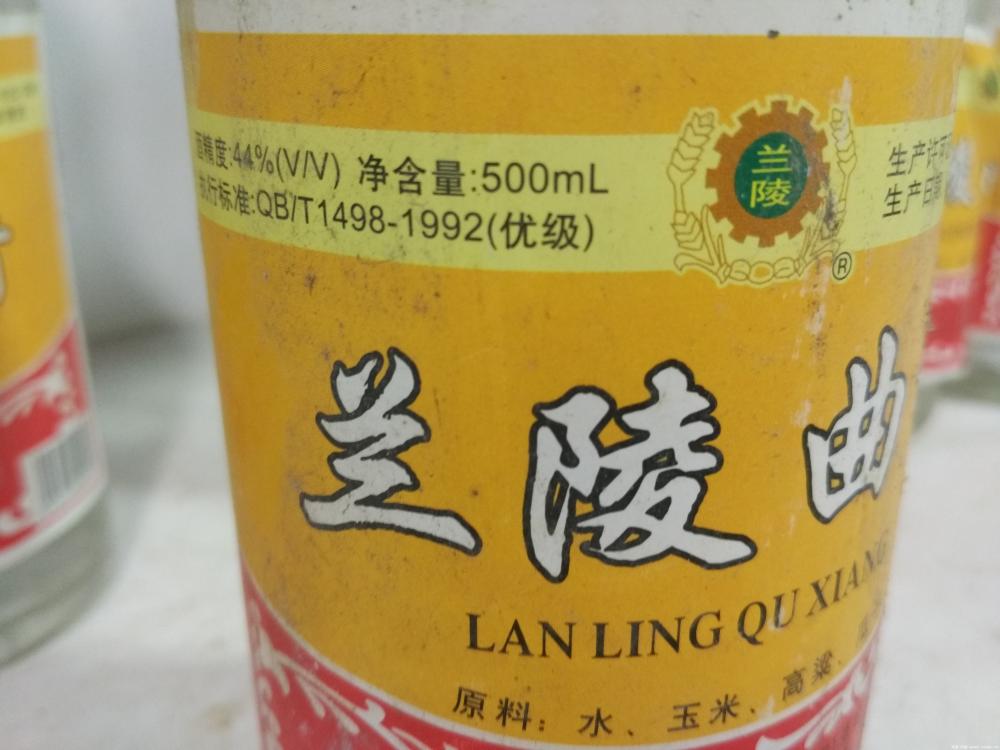 酒精度:44%(V/V) 净含量:500mL
执行标准:QB/T1498-1992(优级)
兰
陵
®
生产许可
生产日期
兰陵曲
LAN LING QU XIANG
原料：水、玉米、高粱、